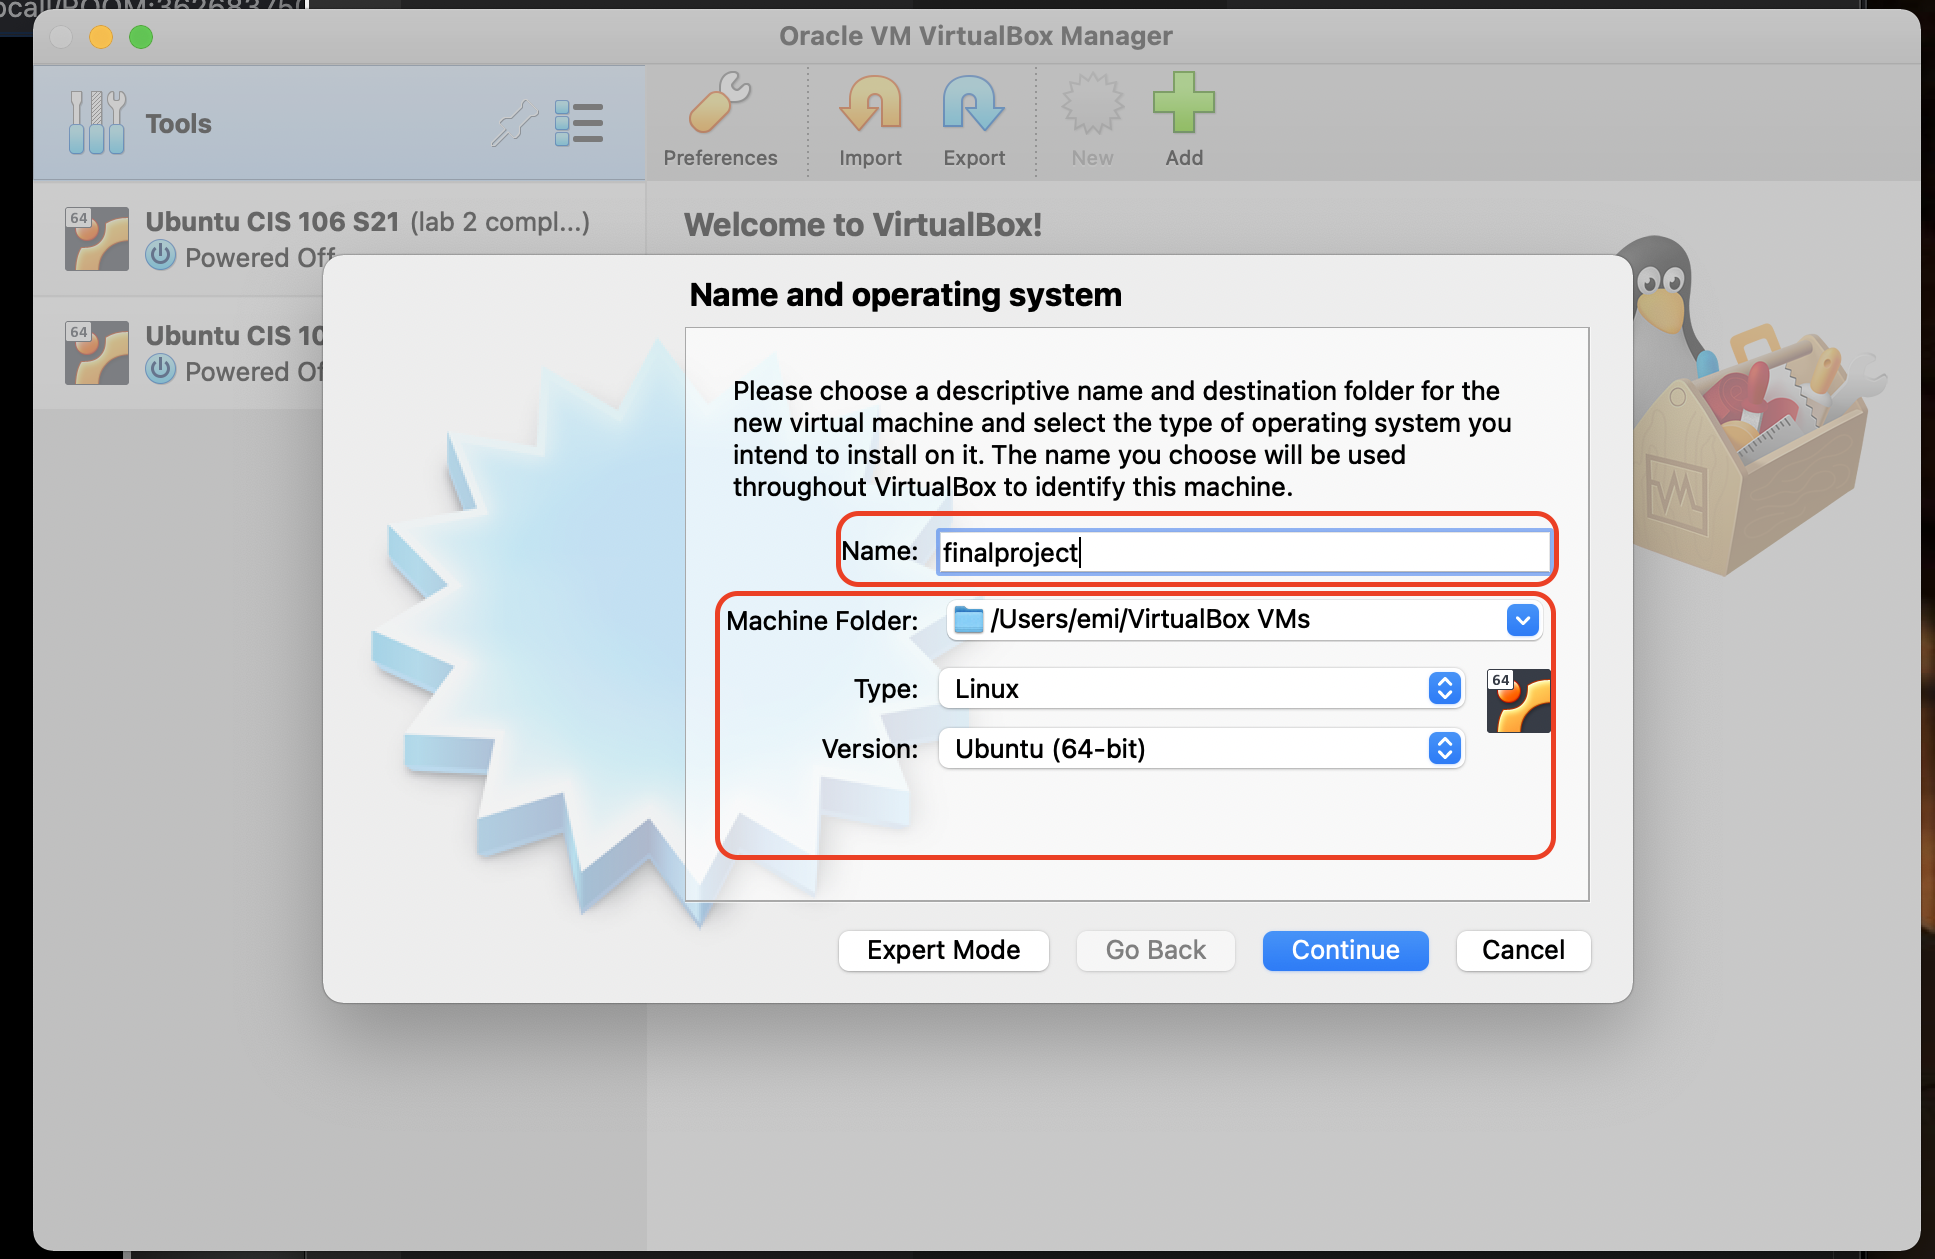 Oracle VM VirtualBox Manager
Tools
Preferences
Import
Export
New
Add
64
Ubuntu CIS 106 S21 (lab 2 compl...)
Powered Off
64
Ubuntu CIS 10
Powered Of
Welcome to VirtualBox!
Name and operating system
Please choose a descriptive name and destination folder for the
new virtual machine and select the type of operating system you
intend to install on it. The name you choose will be used
throughout VirtualBox to identify this machine.
Name: finalproject
Machine Folder: /Users/emi/VirtualBox VMs
Type: Linux
64
Version: Ubuntu (64-bit)
Expert Mode
Go Back
Continue
Cancel